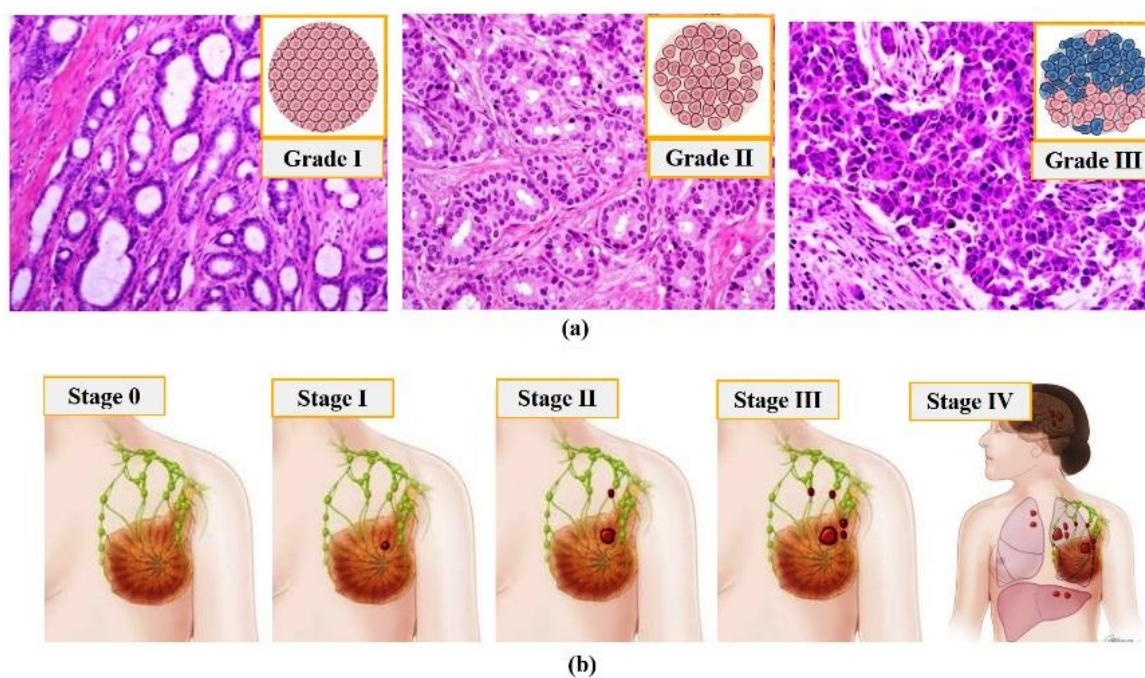 Grade I
Grade II
Grade III
(a)
Stage 0
Stage I
Stage II
Stage III
Stage IV
(b)